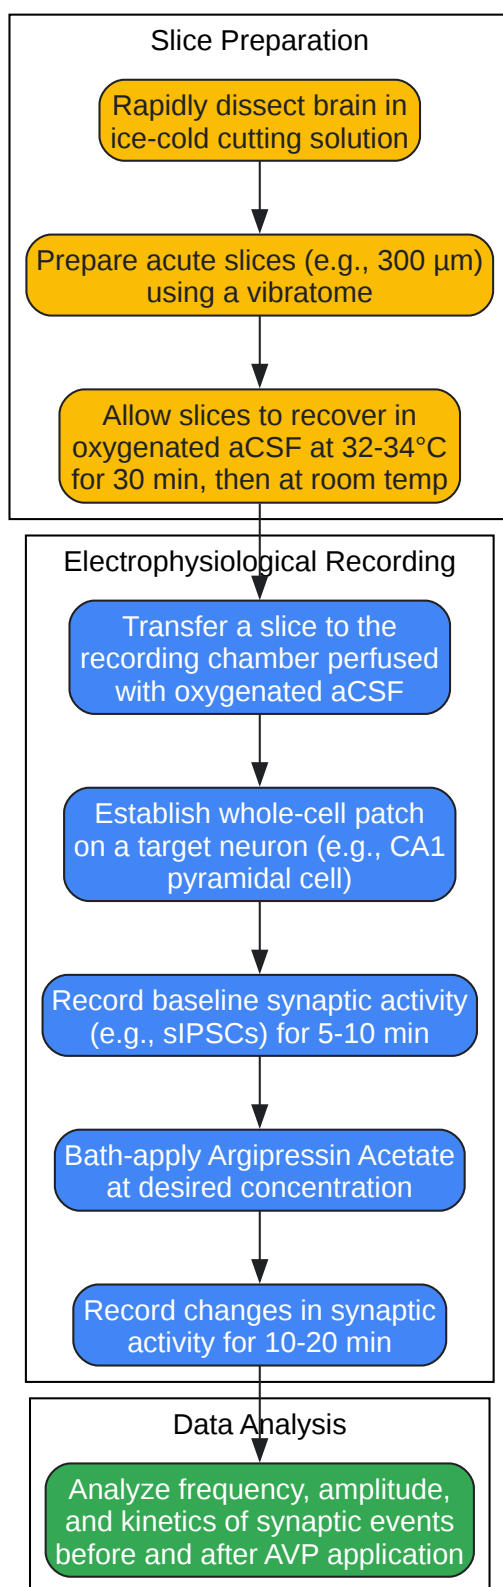 Slice Preparation
Rapidly dissect brain in
ice-cold cutting solution
Prepare acute slices (e.g., 300 µm)
using a vibratome
Allow slices to recover in
oxygenated aCSF at 32-34°C
for 30 min, then at room temp
Electrophysiological Recording
Transfer a slice to the
recording chamber perfused
with oxygenated aCSF
Establish whole-cell patch
on a target neuron (e.g., CA1
pyramidal cell)
Record baseline synaptic activity
(e.g., sIPSCs) for 5-10 min
Bath-apply Argipressin Acetate
at desired concentration
Record changes in synaptic
activity for 10-20 min
Data Analysis
Analyze frequency, amplitude,
and kinetics of synaptic events
before and after AVP application